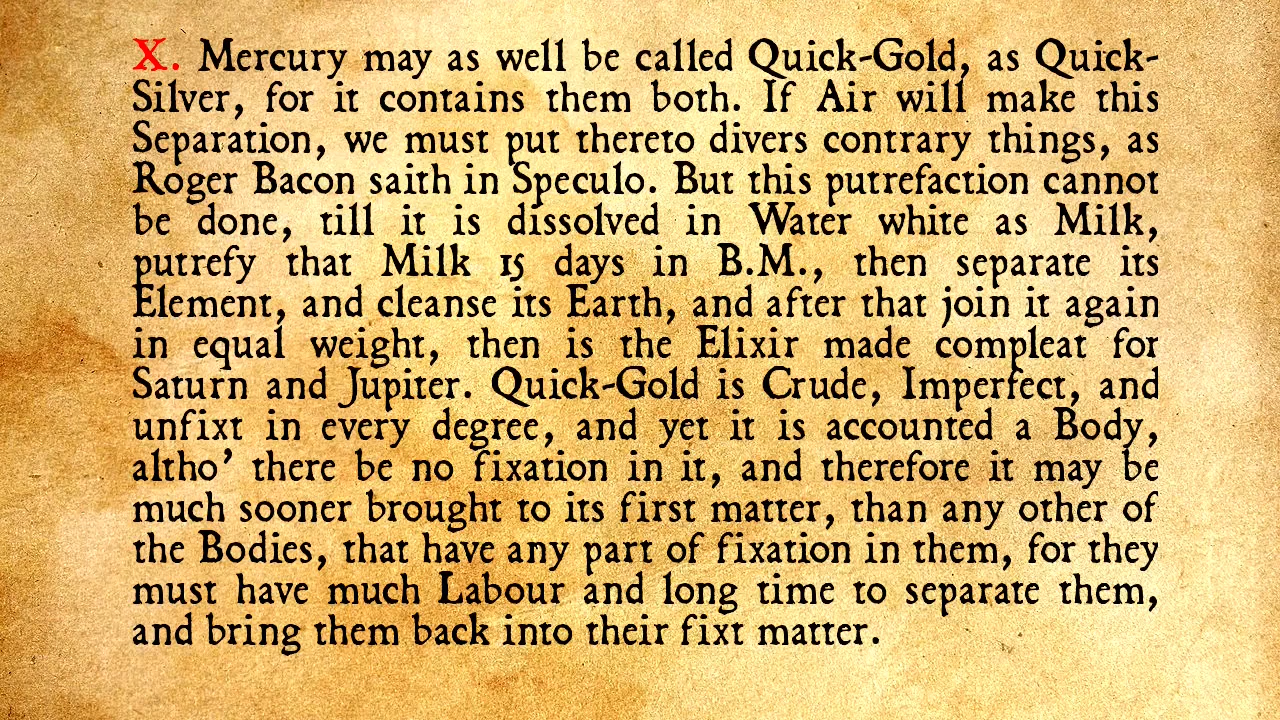 X. Mercury may as well be called Quick-Gold, as Quick-
Silver, for it contains them both. If Air will make this
Separation, we must put thereto divers contrary things, as
Roger Bacon saith in Speculo. But this putrefaction cannot
be done, till it is dissolved in Water white as Milk,
putrefy that Milk 15 days in B.M., then separate its
Element, and cleanse its Earth, and after that join it again
in equal weight, then is the Elixir made compleat for
Saturn and Jupiter. Quick-Gold is Crude, Imperfect, and
unfixt in every degree, and yet it is accounted a Body,
altho' there be no fixation in it, and therefore it may be
much sooner brought to its first matter, than any other of
the Bodies, that have any part of fixation in them, for they
must have much Labour and long time to separate them,
and bring them back into their fixt matter.